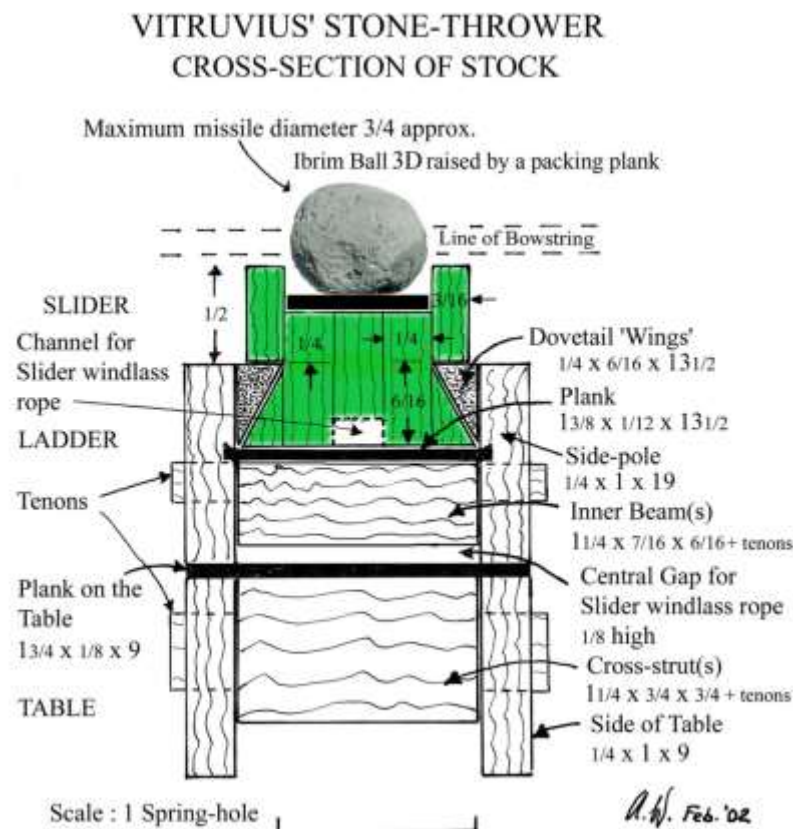 VITRUVIUS' STONE-THROWER
CROSS-SECTION OF STOCK
Maximum missile diameter 3/4 approx.
Ibrim Ball 3D raised by a packing plank
Line of Bowstring
SLIDER
1/2
3/16
Channel for
Slider windlass
rope
1/4
1/4
6/16
Dovetail 'Wings'
1/4 x 6/16 x 13 1/2
Plank
1 3/8 x 1/12 x 13 1/2
LADDER
Side-pole
1/4 x 1 x 19
Tenons
Inner Beam(s)
1 1/4 x 7/16 x 6/16 + tenons
Plank on the
Table
1 3/4 x 1/8 x 9
Central Gap for
Slider windlass rope
1/8 high
Cross-strut(s)
1 1/4 x 3/4 x 3/4 + tenons
TABLE
Side of Table
1/4 x 1 x 9
Scale : 1 Spring-hole
A.W. Feb. '02